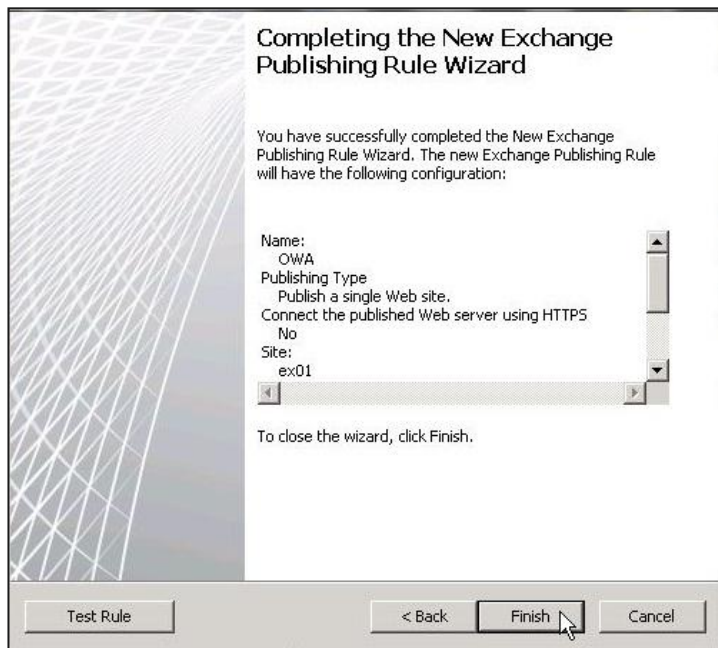 Completing the New Exchange
Publishing Rule Wizard
You have successfully completed the New Exchange
Publishing Rule Wizard. The new Exchange Publishing Rule
will have the following configuration:
Name:
OWA
Publishing Type
Publish a single Web site.
Connect the published Web server using HTTPS
No
Site:
ex01
To close the wizard, click Finish.
Test Rule
< Back
Finish
Cancel